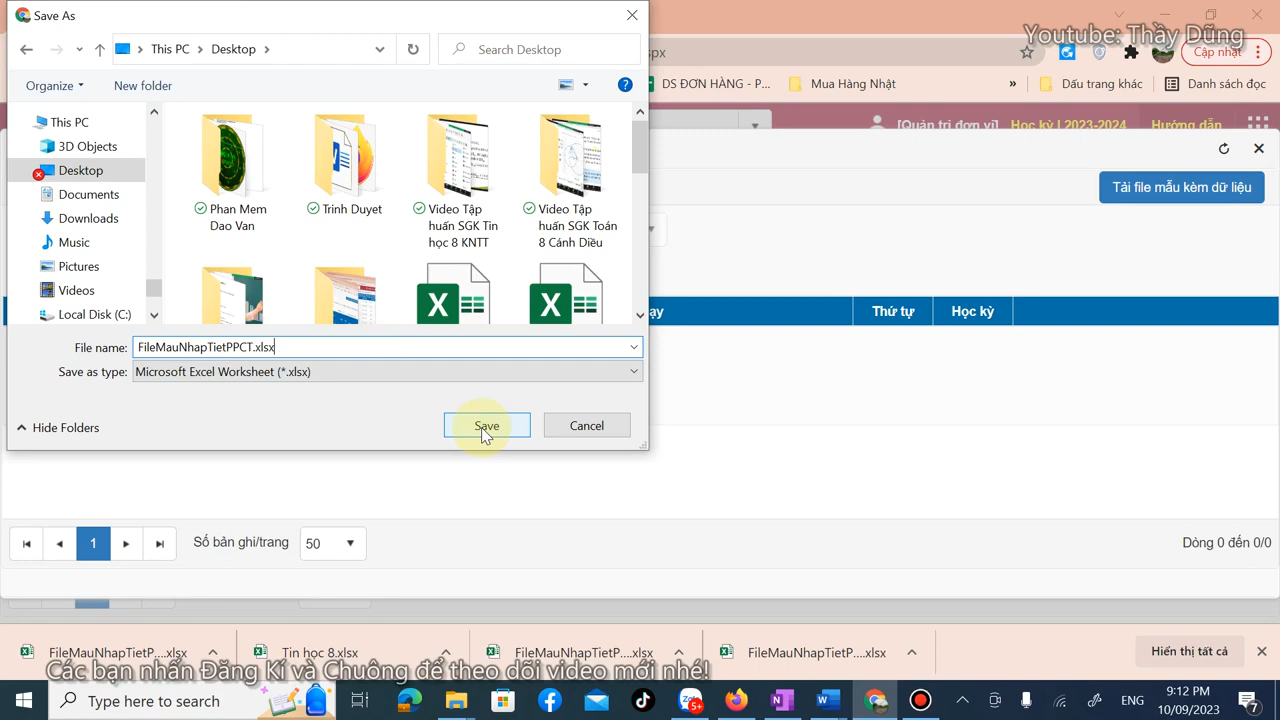 Save As
Youtube: Thầy Dũng
This PC
Desktop
Search Desktop
px
Cập nhật
Organize
New folder
DS ĐƠN HÀNG - P...
Mua Hàng Nhật
»
Dấu trang khác
Danh sách đọc
This PC
3D Objects
Desktop
Documents
Downloads
Music
Pictures
Videos
Local Disk (C:)
Phan Mem
Dao Van
Trinh Duyet
Video Tập
huấn SGK Tin
học 8 KNTT
Video Tập
huấn SGK Toán
8 Cánh Diều
[Quản trị đơn vị]
Học kỳ I 2023-2024
Hướng dẫn
Tải file mẫu kèm dữ liệu
ạy
Thứ tự
Học kỳ
File name:
FileMauNhapTietPPCT.xlsx
Save as type:
Microsoft Excel Worksheet (*.xlsx)
Hide Folders
Save
Cancel
1
Số bản ghi/trang
50
Dòng 0 đến 0/0
FileMauNhapTietP....xlsx
Tin học 8.xlsx
FileMauNhapTietP....xlsx
FileMauNhapTietP....xlsx
Hiển thị tất cả
Các bạn nhấn Đăng Kí và Chuông để theo dõi video mới nhé!
Type here to search
5+
ENG
9:12 PM
10/09/2023
7